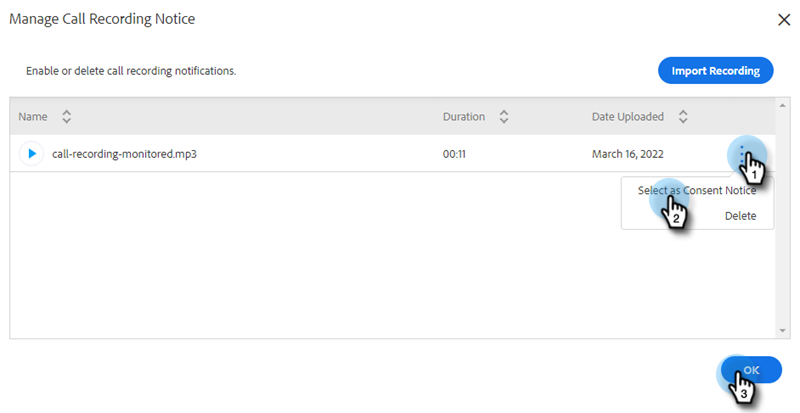 Manage Call Recording Notice
Enable or delete call recording notifications.
Import Recording
Name Duration Date Uploaded
call-recording-monitored.mp3 00:11 March 16, 2022
1
Select as Consent Notice
2
Delete
OK
3